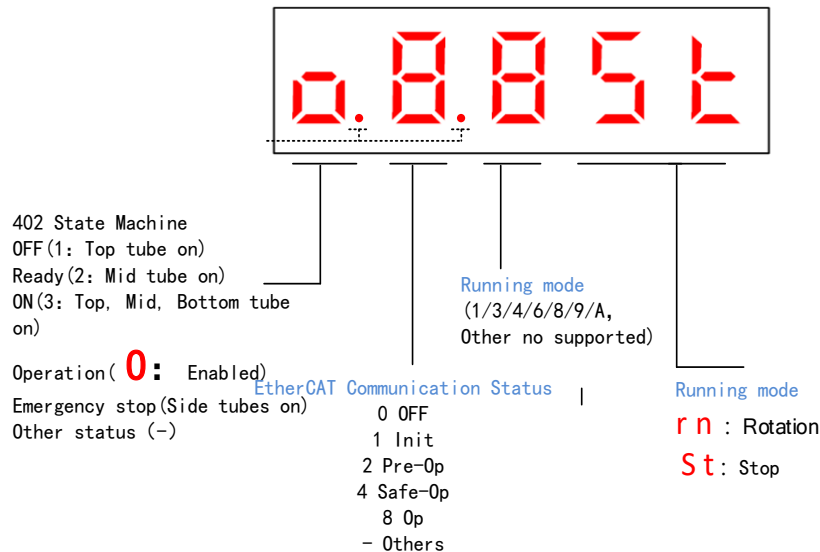 o.8.8St
402 State Machine
OFF(1: Top tube on)
Ready(2: Mid tube on)
ON(3: Top, Mid, Bottom tube
on)
Operation( O: Enabled)
Emergency stop(Side tubes on)
Other status (-)
EtherCAT Communication Status
0 OFF
1 Init
2 Pre-Op
4 Safe-Op
8 Op
- Others
Running mode
(1/3/4/6/8/9/A,
Other no supported)
Running mode
rn : Rotation
St: Stop